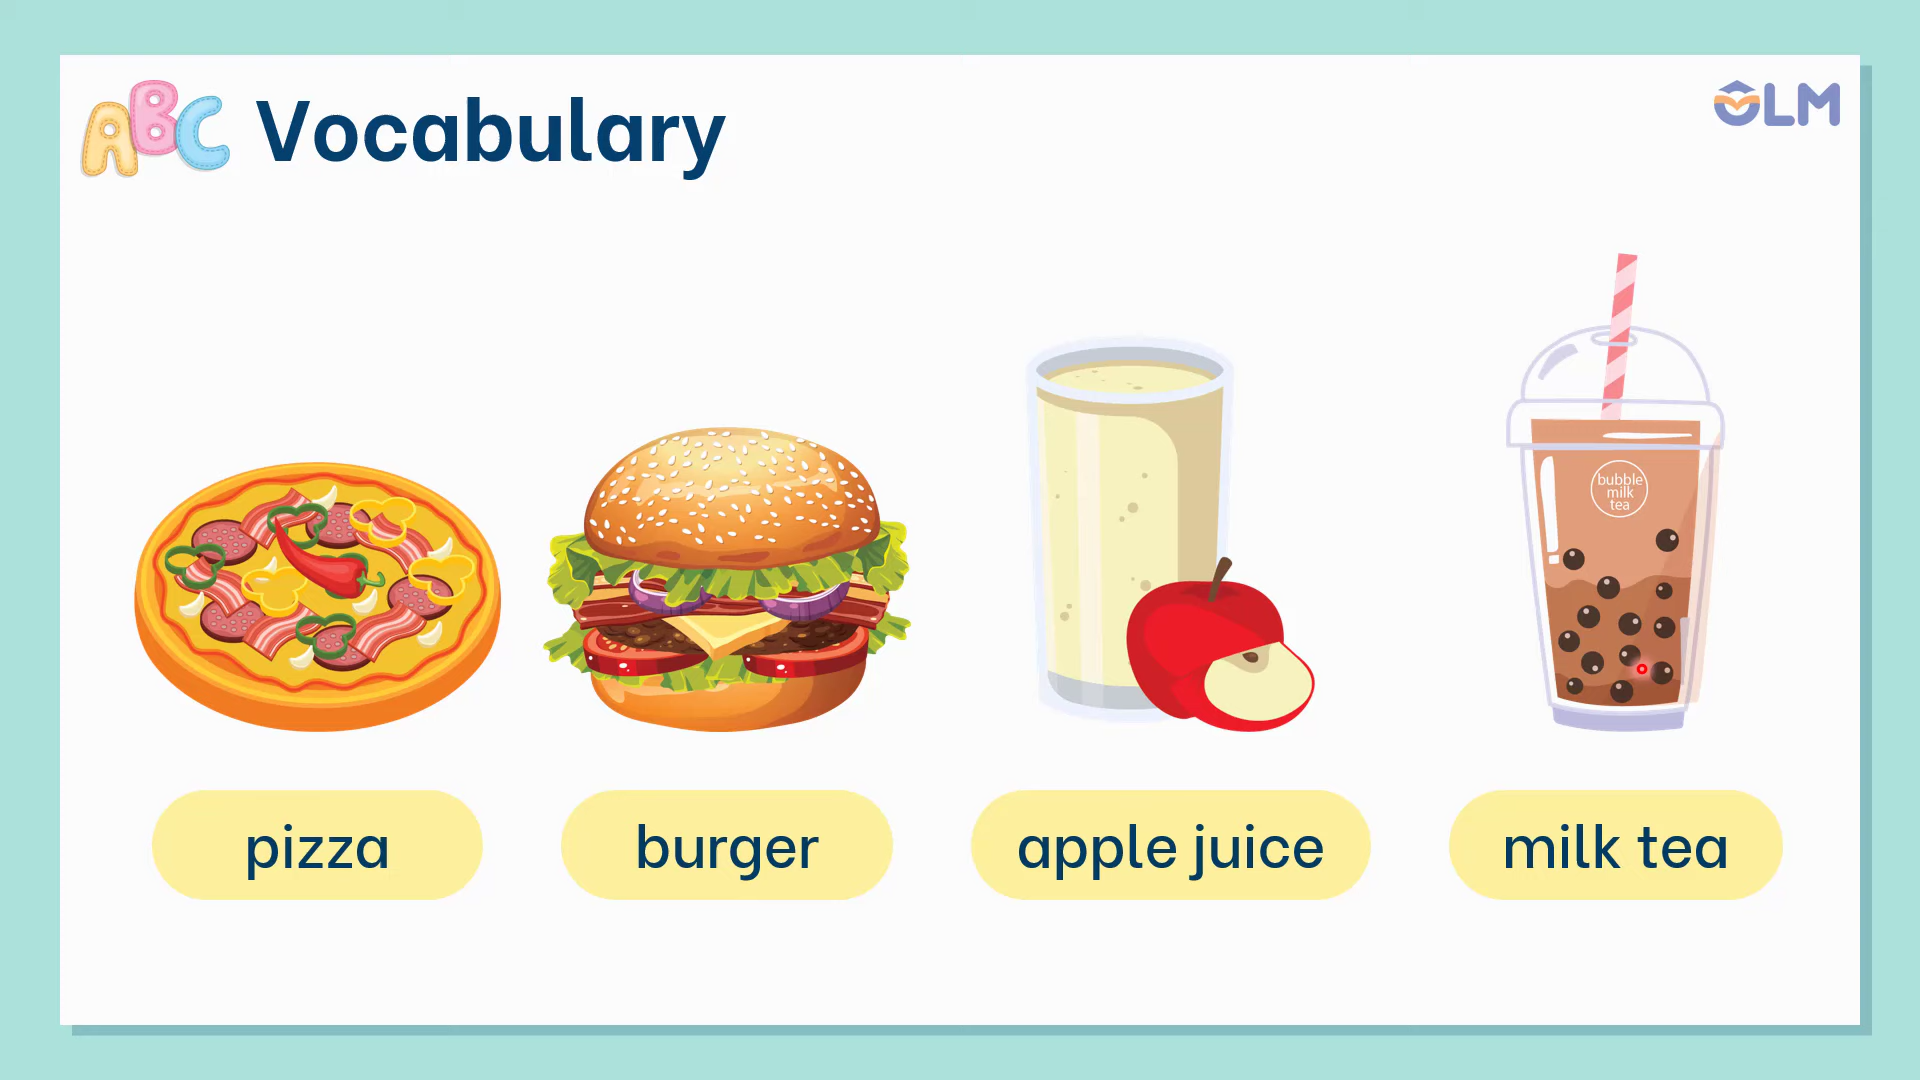 ABC Vocabulary
OLM
bubble
milk
tea
pizza
burger
apple juice
milk tea